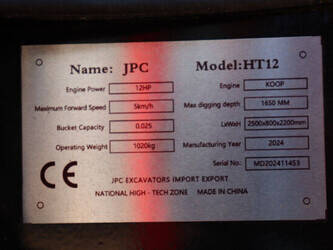 Name: JPC Model:HT12
Engine Power 12HP Engine KOOP
Maximum Forward Speed 5km/h Max digging depth 1650 MM
Bucket Capacity 0.025 LxWxH 2500x800x2200mm
Operating Weight 1020kg Manufacturing Year 2024
Serial No.: MD202411453
CE JPC EXCAVATORS IMPORT EXPORT
NATIONAL HIGH - TECH ZONE MADE IN CHINA